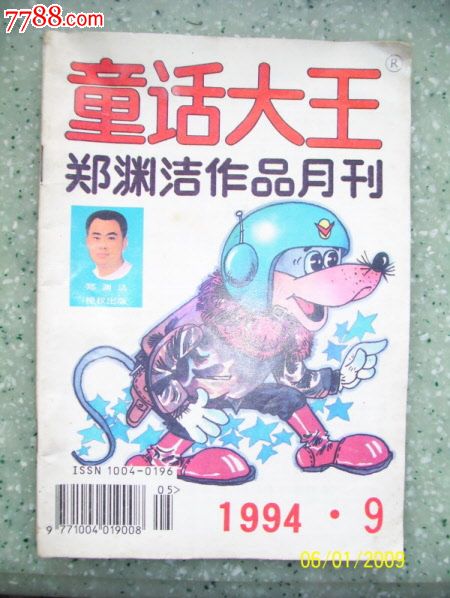 7788.com
童话大王®
郑渊洁作品月刊
郑渊洁
授权出版
ISSN 1004-0196
05>
9 771004 019008
1994·9
06/01/2009